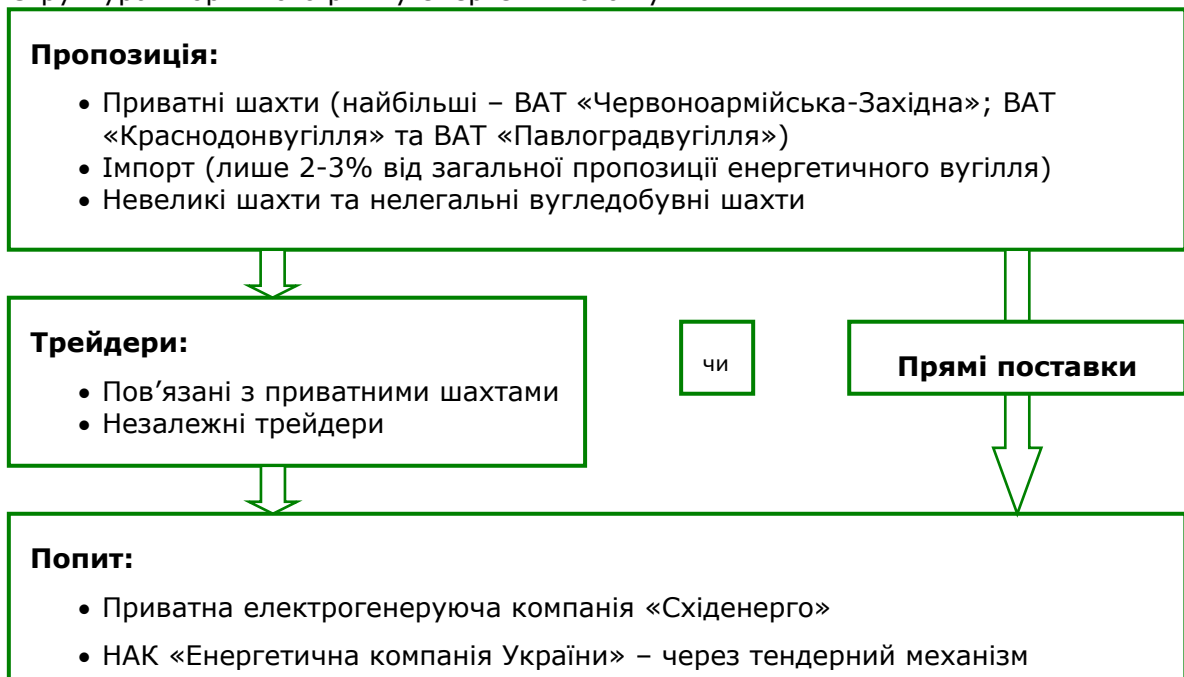 Пропозиція:
• Приватні шахти (найбільші – ВАТ «Червоноармійська-Західна»; ВАТ
«Краснодонвугілля» та ВАТ «Павлоградвугілля»)
• Імпорт (лише 2-3% від загальної пропозиції енергетичного вугілля)
• Невеликі шахти та нелегальні вугледобувні шахти
Трейдери:
• Пов’язані з приватними шахтами
• Незалежні трейдери
чи
Прямі поставки
Попит:
• Приватна електрогенеруюча компанія «Східенерго»
• НАК «Енергетична компанія України» – через тендерний механізм